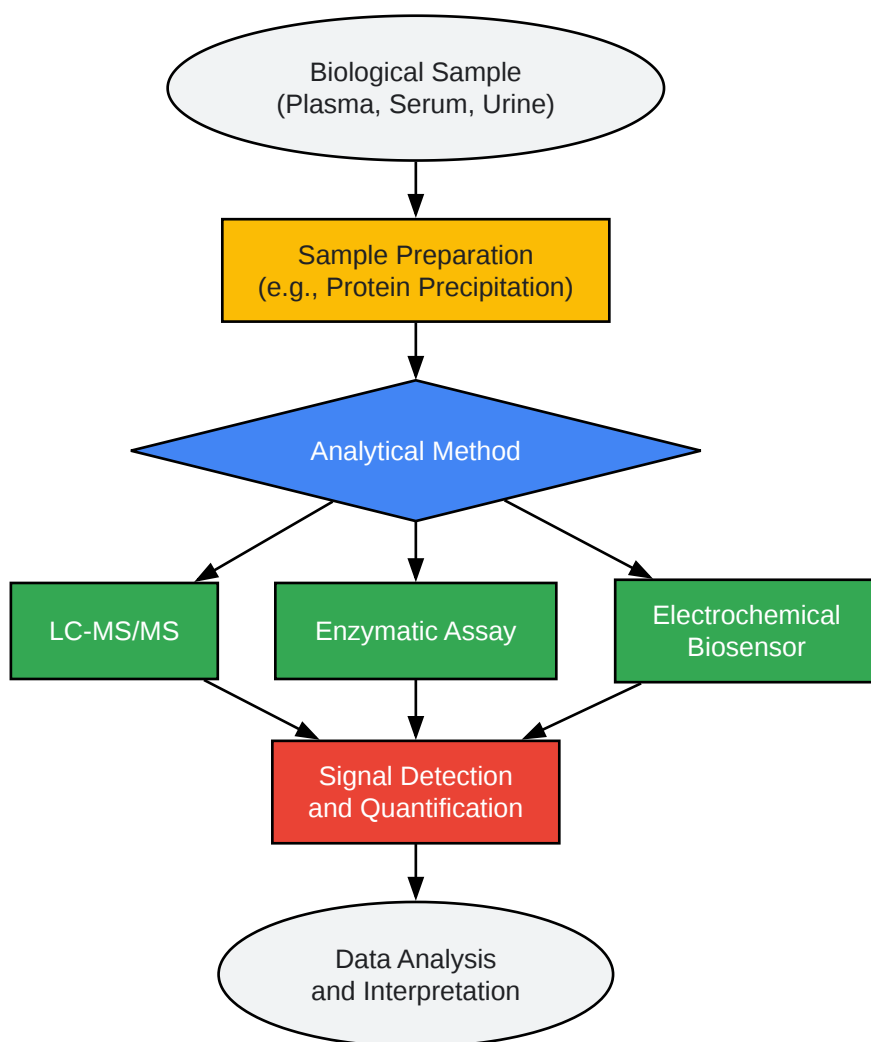 Biological Sample
(Plasma, Serum, Urine)
Sample Preparation
(e.g., Protein Precipitation)
Analytical Method
LC-MS/MS
Enzymatic Assay
Electrochemical
Biosensor
Signal Detection
and Quantification
Data Analysis
and Interpretation